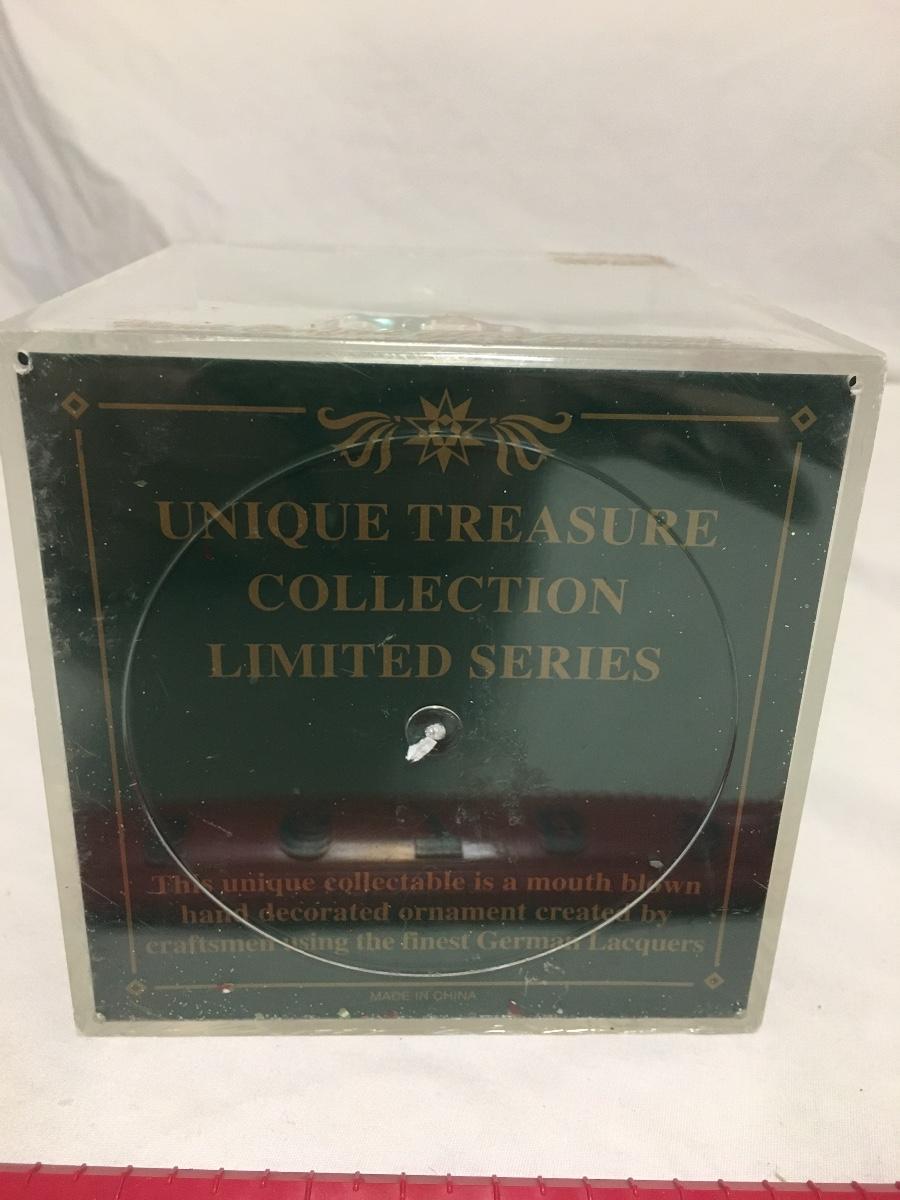 UNIQUE TREASURE
COLLECTION
LIMITED SERIES
This unique collectable is a mouth blown
hand decorated ornament created by
craftsmen using the finest German Lacquers
MADE IN CHINA